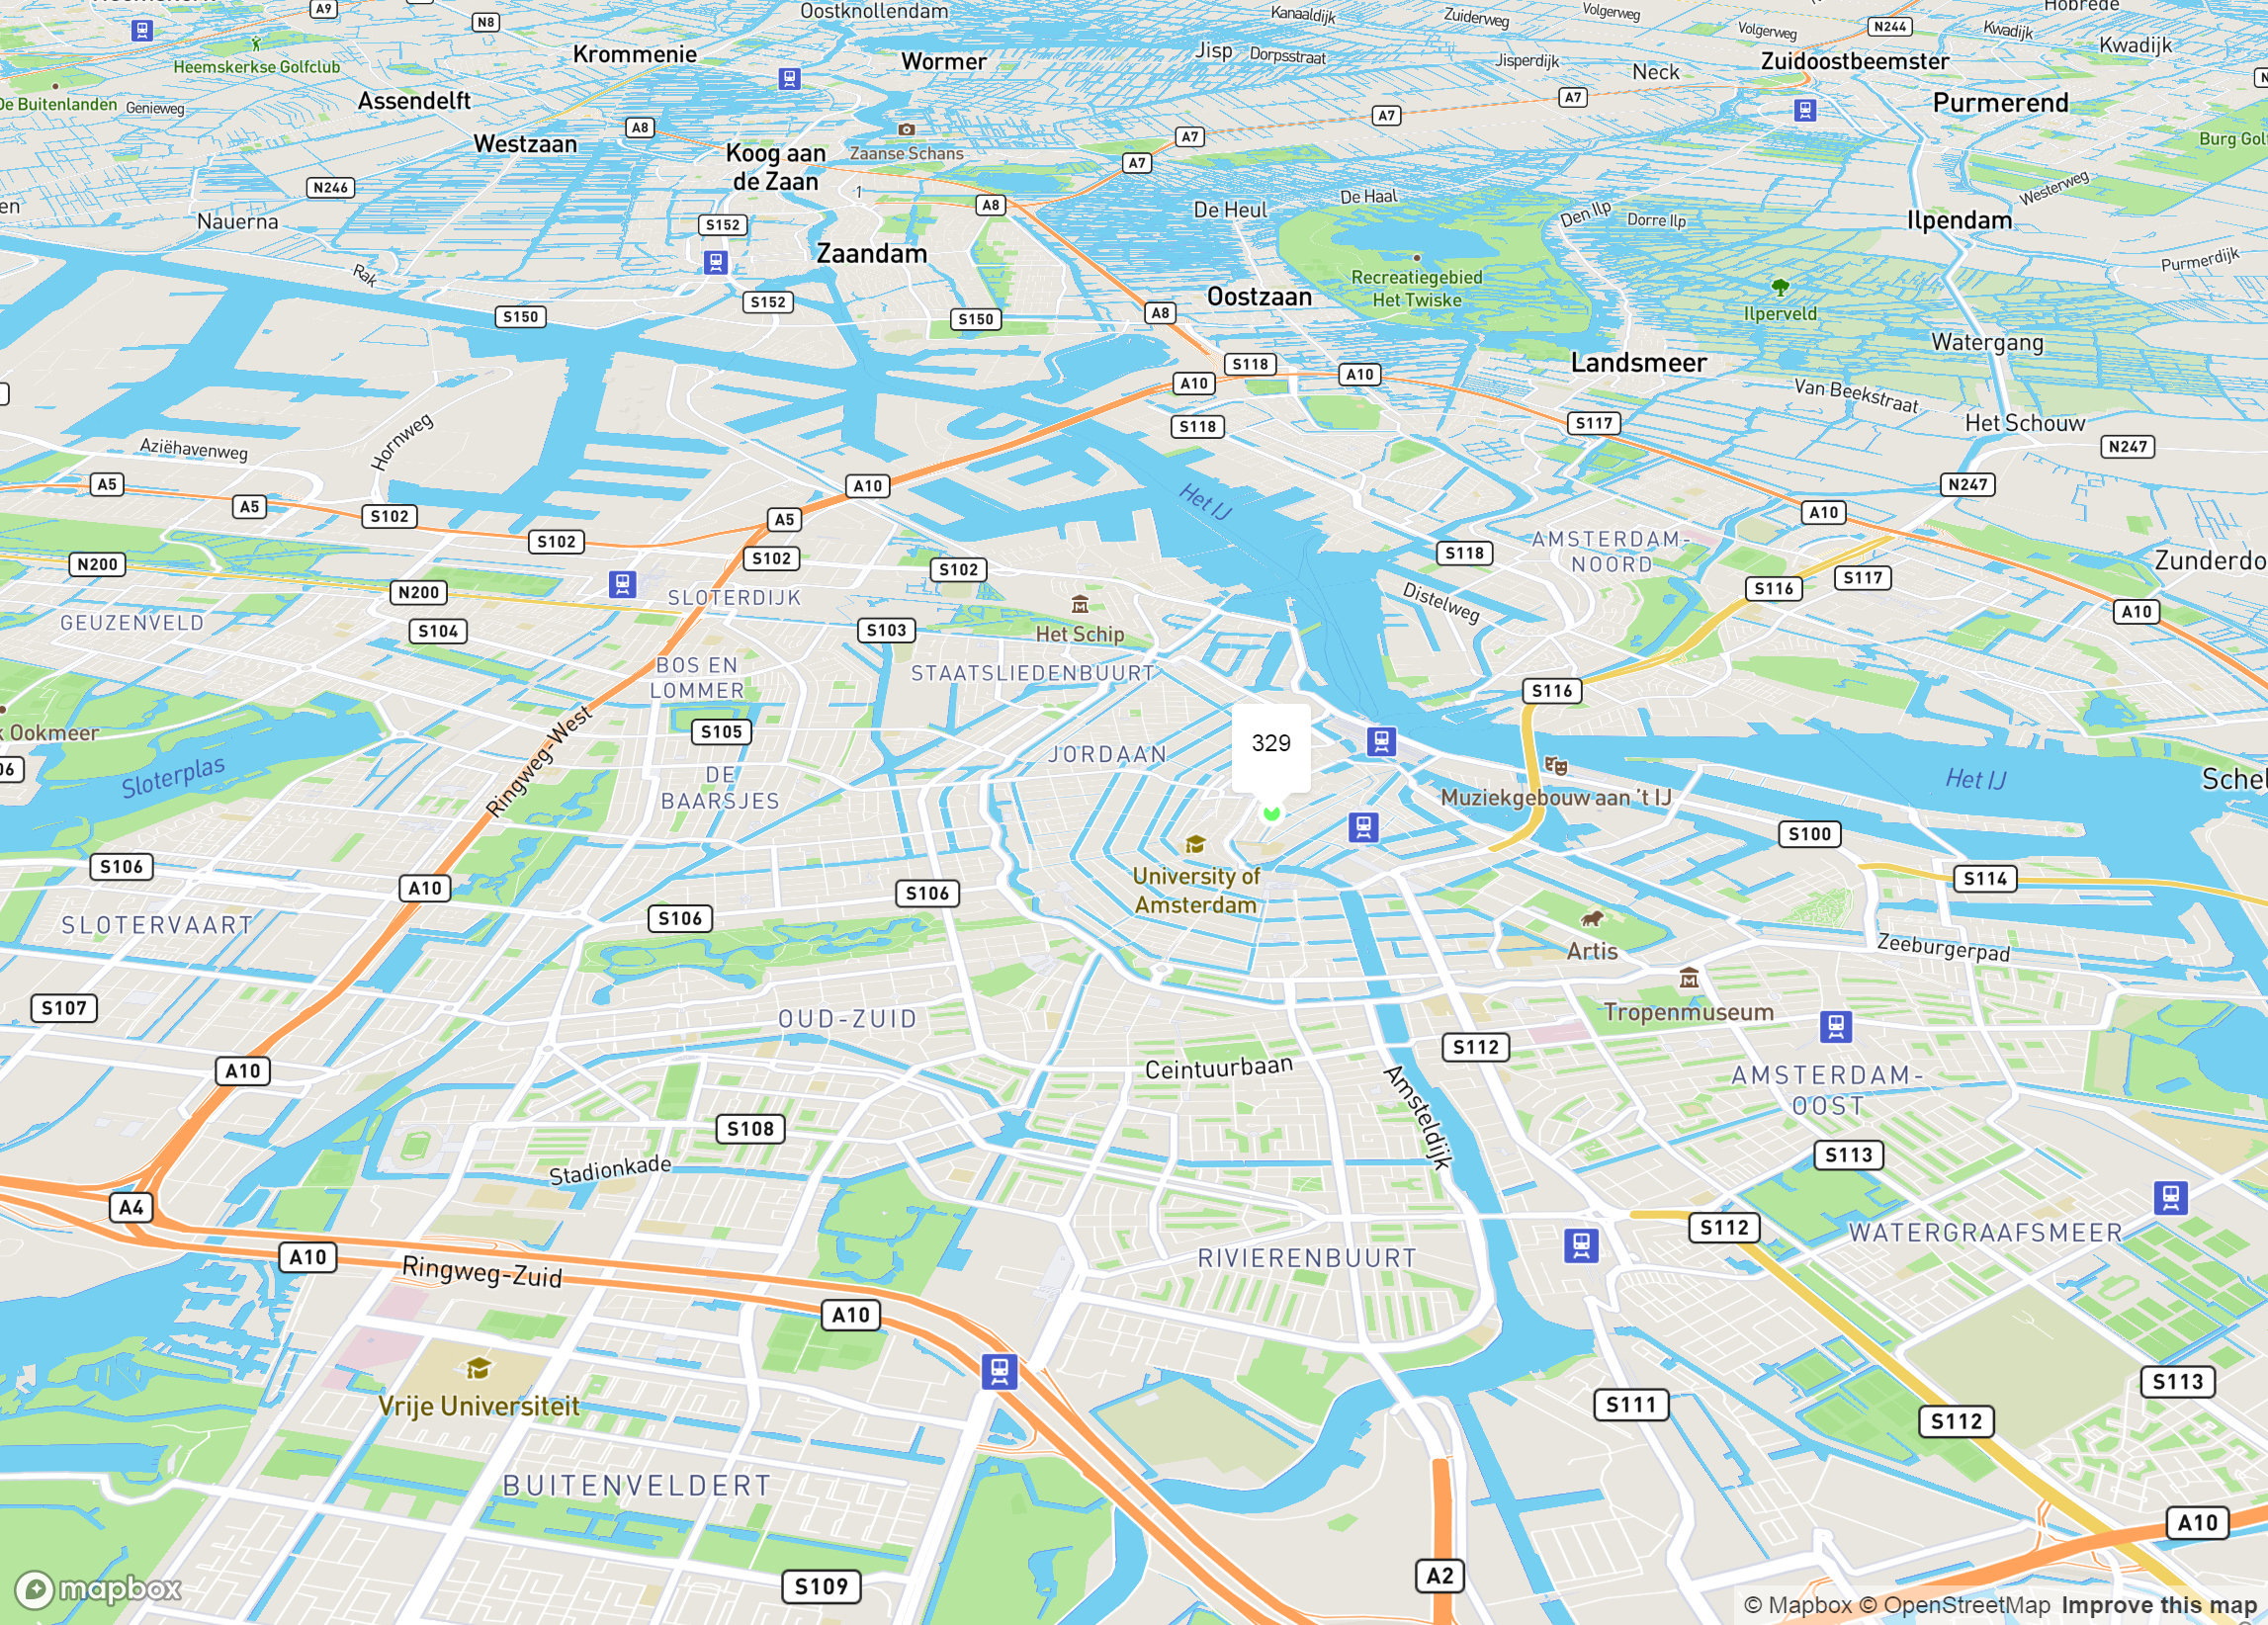 A9
N8
Oostknollendam
Kanaaldijk
Zuiderweg
Volgerweg
Volgerweg
N244
Kwadijk
Hobrede
Kwadijk
Heemskerkse Golfclub
Krommenie
Wormer
Jisp
Dorpsstraat
Jisperdijk
Neck
Zuidoostbeemster
Purmerend
De Buitenlanden
Genieweg
Assendelft
Westzaan
A8
A7
A7
A7
A7
Koog aan
de Zaan
Zaanse Schans
Burg Gol
N246
1
A8
De Heul
De Haal
Den Ilp
Dorre Ilp
Westerweg
Ilpendam
en
Nauerna
S152
Zaandam
Rak
S152
S150
S150
A8
Oostzaan
Recreatiegebied
Het Twiske
Ilperveld
Purmerdijk
Watergang
S118
A10
A10
Landsmeer
Van Beekstraat
S118
S117
Het Schouw
N247
Aziëhavenweg
Hornweg
A5
A5
S102
A10
A5
Het IJ
N247
A10
S102
S102
S102
S118
AMSTERDAM-
NOORD
Zunderdo
N200
N200
SLOTERDIJK
Het Schip
Distelweg
S116
S117
A10
GEUZENVELD
S104
S103
BOS EN
LOMMER
STAATSLIEDENBUURT
S116
k Ookmeer
06
Sloterplas
Ringweg-West
S105
DE
BAARSJES
JORDAAN
329
Muziekgebouw aan 't IJ
Het IJ
Schel
S100
S106
A10
S106
S106
University of
Amsterdam
S114
SLOTERVAART
Artis
Zeeburgerpad
S107
OUD-ZUID
Tropenmuseum
A10
Ceintuurbaan
S112
AMSTERDAM-
OOST
Amsteldijk
S108
Stadionkade
S113
A4
A10
Ringweg-Zuid
RIVIERENBUURT
S112
WATERGRAAFSMEER
A10
Vrije Universiteit
S111
S113
S112
BUITENVELDERT
A10
S109
A2
mapbox
© Mapbox © OpenStreetMap Improve this map